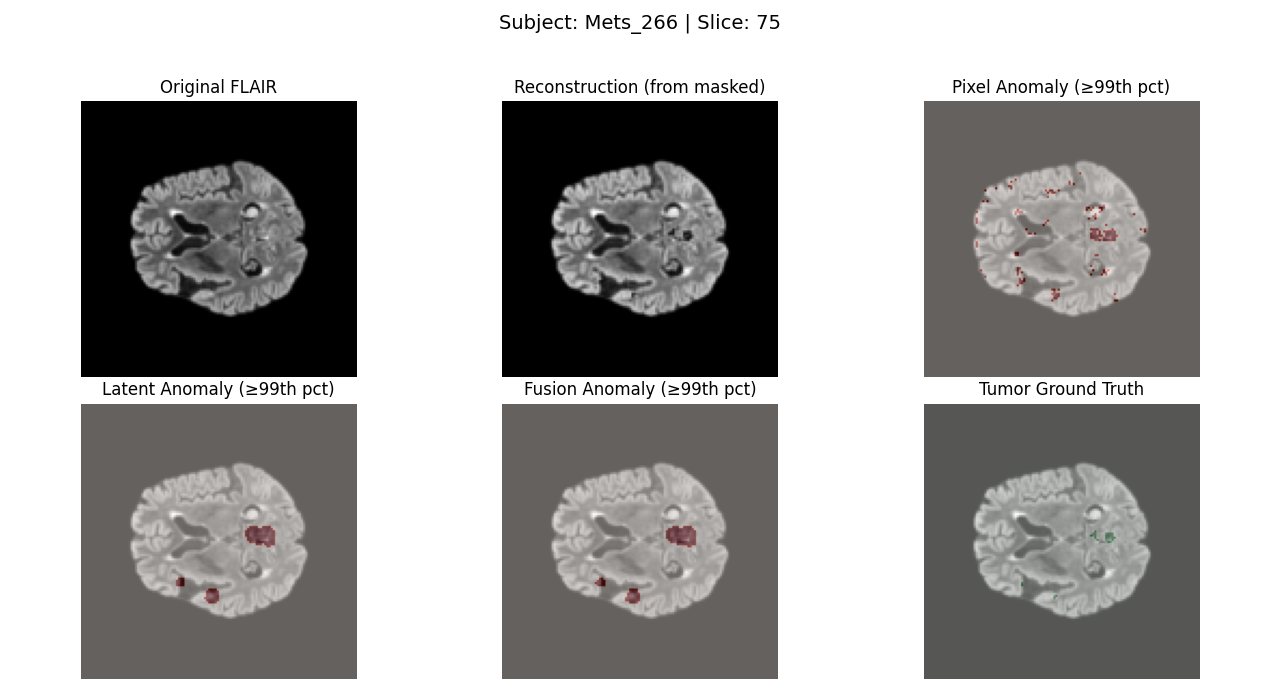 Subject: Mets_266 | Slice: 75
Original FLAIR
Reconstruction (from masked)
Pixel Anomaly (≥99th pct)
Latent Anomaly (≥99th pct)
Fusion Anomaly (≥99th pct)
Tumor Ground Truth